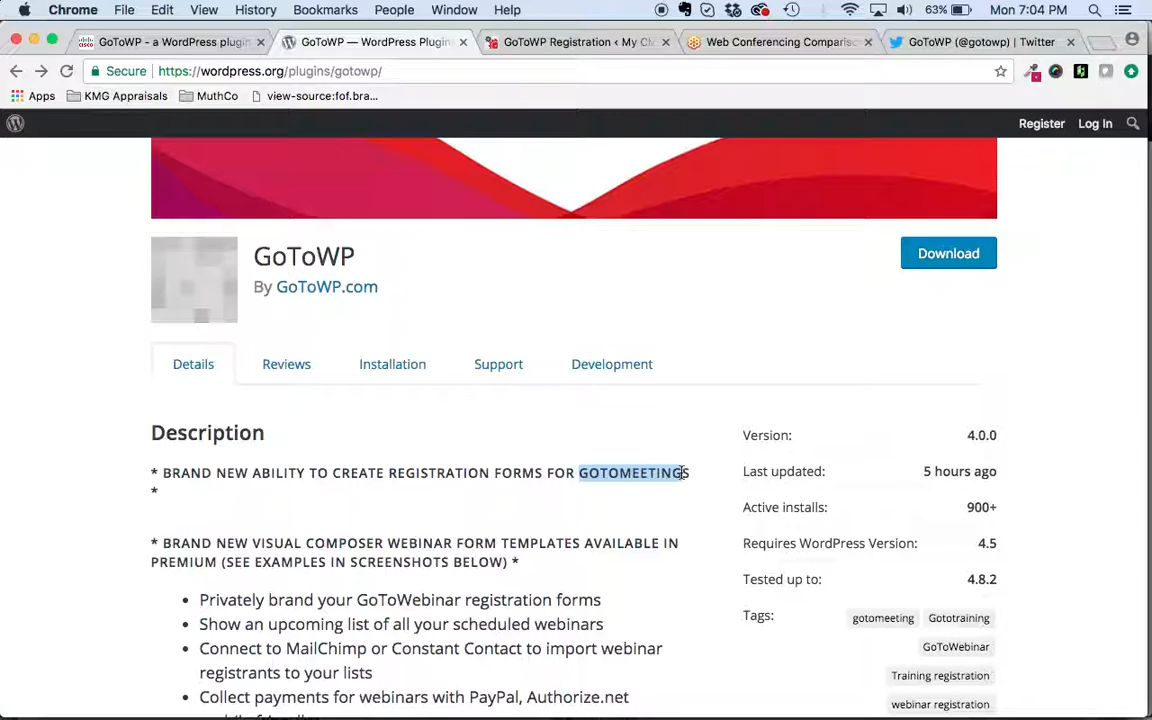 Chrome File Edit View History Bookmarks People Window Help 63% Mon 7:04 PM
GoToWP - a WordPress plugin GoToWP — WordPress Plugin GoToWP Registration ‹ My C Web Conferencing Comparis GoToWP (@gotowp) | Twitter
Secure https://wordpress.org/plugins/gotowp/
Apps KMG Appraisals MuthCo view-source:fof.bra...
Register Log In
GoToWP
By GoToWP.com
Download
Details Reviews Installation Support Development
Description
* BRAND NEW ABILITY TO CREATE REGISTRATION FORMS FOR GOTOMEETINGS
*
* BRAND NEW VISUAL COMPOSER WEBINAR FORM TEMPLATES AVAILABLE IN
PREMIUM (SEE EXAMPLES IN SCREENSHOTS BELOW) *
• Privately brand your GoToWebinar registration forms
• Show an upcoming list of all your scheduled webinars
• Connect to MailChimp or Constant Contact to import webinar
registrants to your lists
• Collect payments for webinars with PayPal, Authorize.net
Version: 4.0.0
Last updated: 5 hours ago
Active installs: 900+
Requires WordPress Version: 4.5
Tested up to: 4.8.2
Tags: gotomeeting Gototraining
GoToWebinar
Training registration
webinar registration